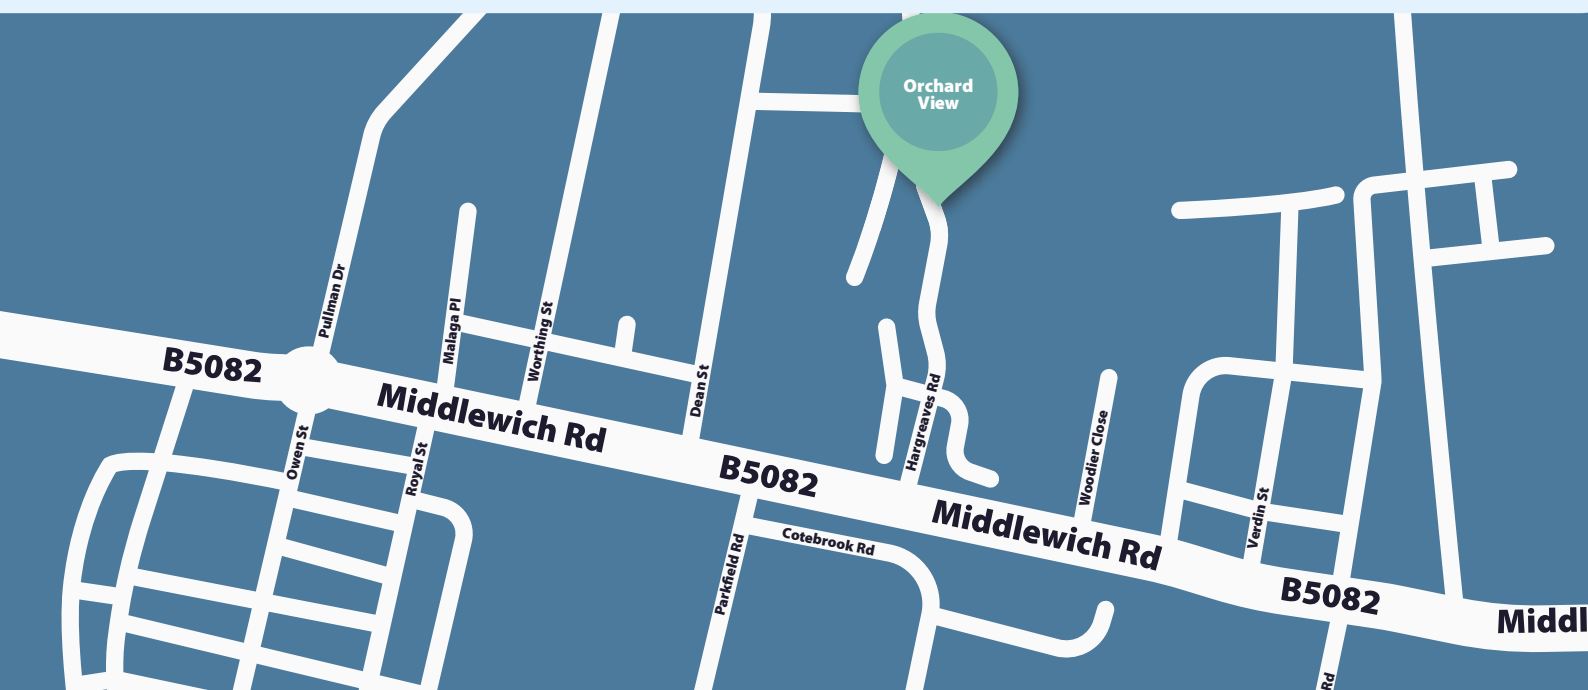 Orchard
View
Pullman Dr
Malaga Pl
Worthing St
Dean St
B5082
Middlewich Rd
Owen St
Royal St
B5082
Hargreaves Rd
Woodier Close
Middlewich Rd
Cotebrook Rd
Parkfield Rd
Verdin St
B5082
Middl
Rd